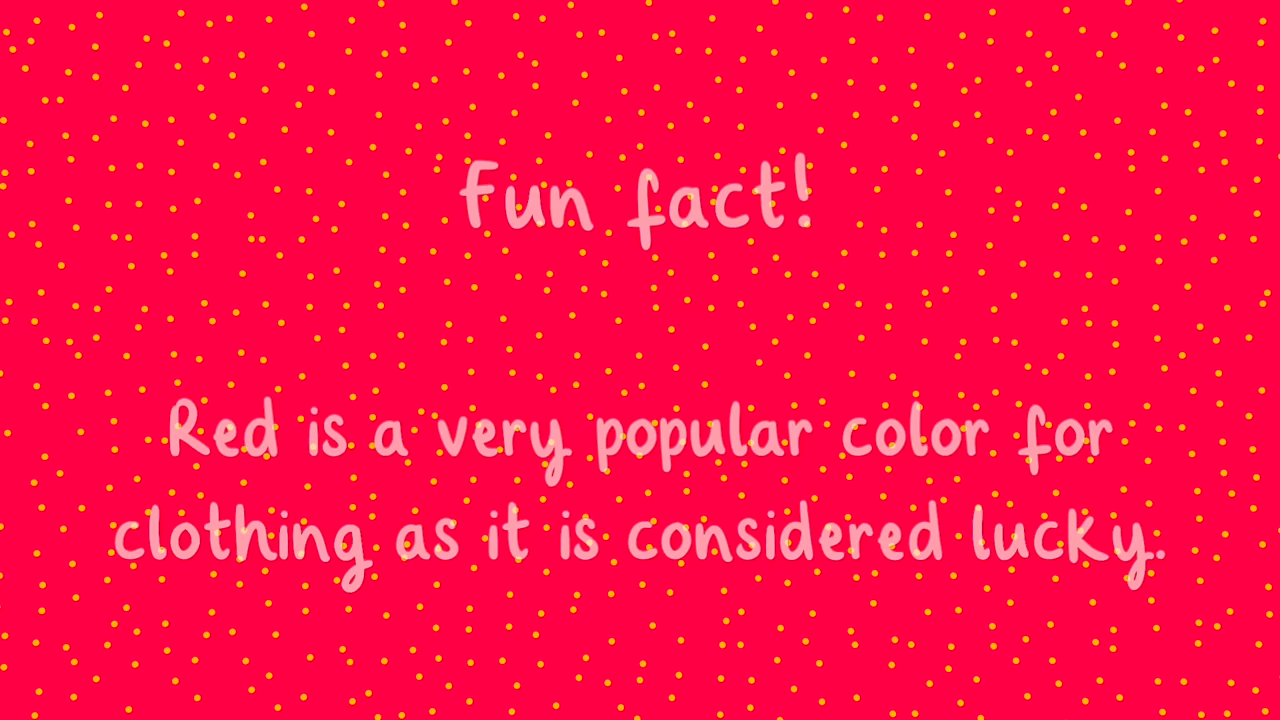 Fun fact!
Red is a very popular color for
clothing as it is considered lucky.